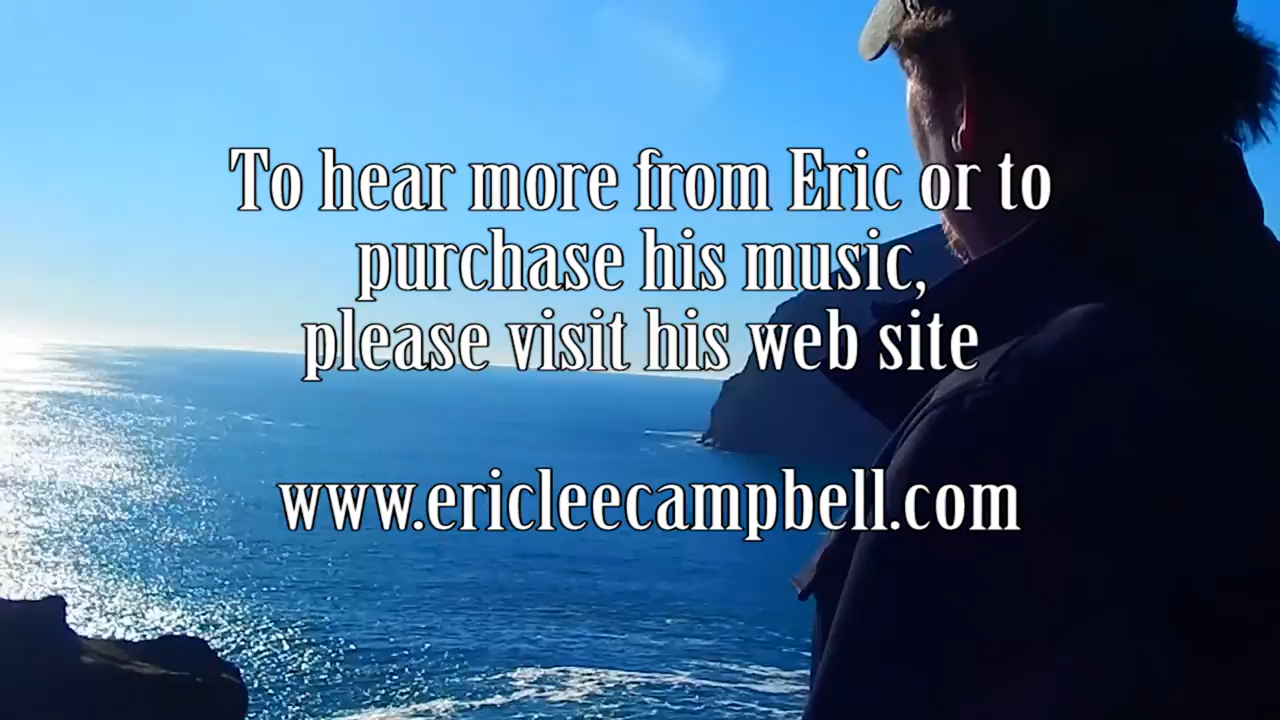 To hear more from Eric or to
purchase his music,
please visit his web site
www.ericleecampbell.com